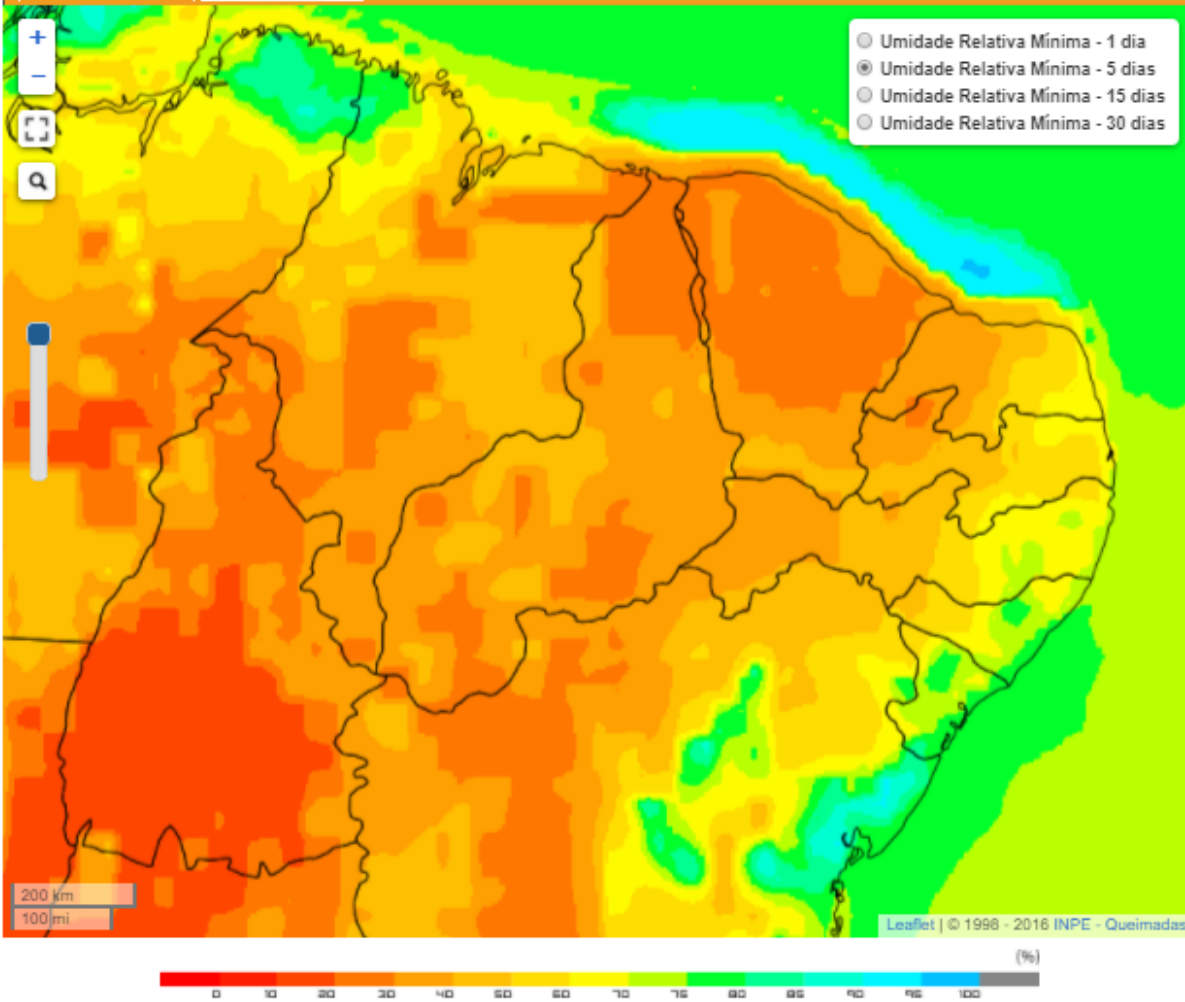 +
Umidade Relativa Mínima - 1 dia
Umidade Relativa Mínima - 5 dias
−
Umidade Relativa Mínima - 15 dias
Umidade Relativa Mínima - 30 dias
200 km
100 mi
Leaflet | © 1998 - 2016 INPE - Queimadas
(%)
0 10 20 30 40 50 60 70 75 80 85 90 95 100